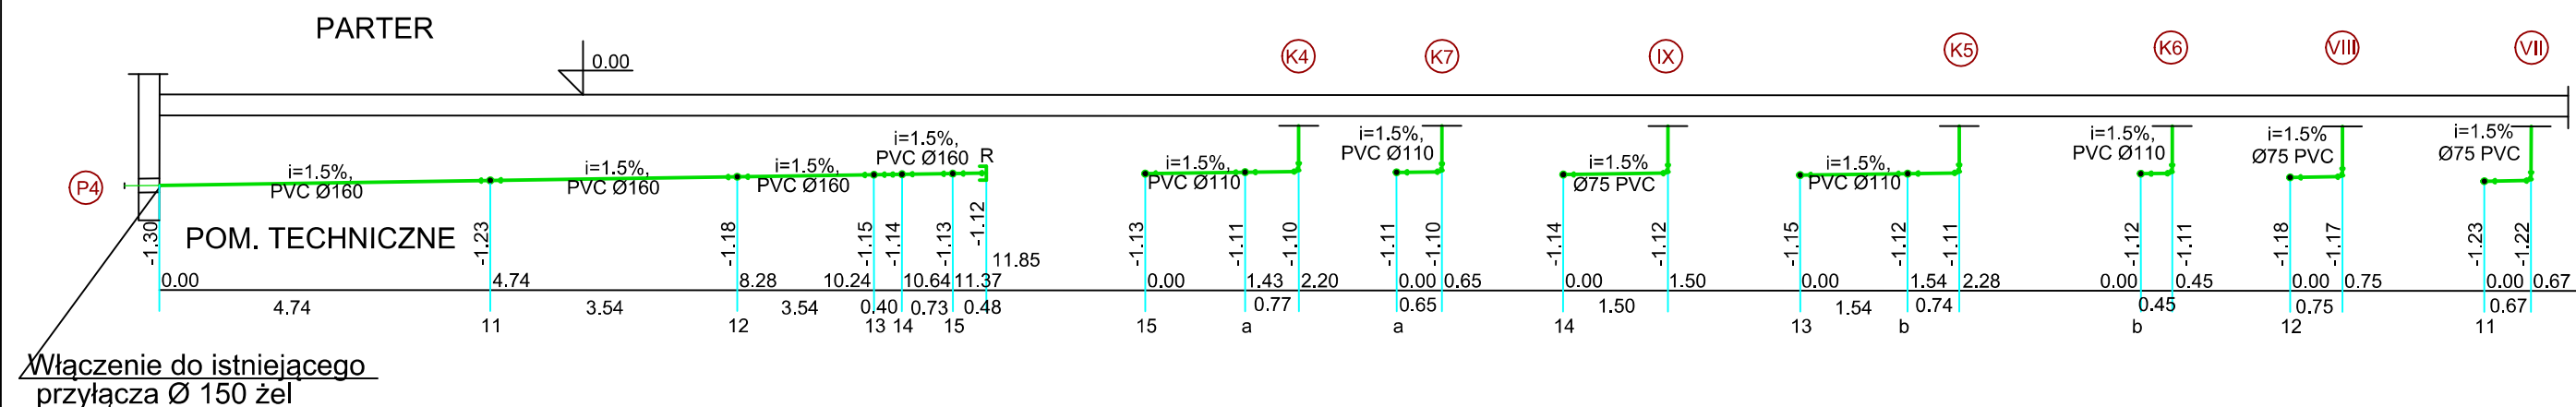 PARTER
0.00
K4
K7
IX
K5
K6
VIII
VII
P4
i=1.5%,
PVC Ø160
i=1.5%,
PVC Ø160
i=1.5%,
PVC Ø160
i=1.5%,
PVC Ø160
R
i=1.5%,
PVC Ø110
i=1.5%,
PVC Ø110
i=1.5%
Ø75 PVC
i=1.5%,
PVC Ø110
i=1.5%,
PVC Ø110
i=1.5%
Ø75 PVC
i=1.5%
Ø75 PVC
POM. TECHNICZNE
-1.30
-1.23
-1.18
-1.15
-1.14
-1.13
-1.12
-1.13
-1.11
-1.10
-1.11
-1.10
-1.14
-1.12
-1.15
-1.12
-1.11
-1.12
-1.11
-1.18
-1.17
-1.23
-1.22
11.85
0.00 4.74 8.28 10.24 10.64 11.37
0.00 1.43 2.20
0.00 0.65
0.00 1.50
0.00 1.54 2.28
0.00 0.45
0.00 0.75
0.00 0.67
4.74 3.54 3.54 0.40 0.73 0.48
0.77
0.65
1.50
1.54 0.74
0.45
0.75
0.67
11 12 13 14 15
15 a
a
14
13 b
b
12
11
Włączenie do istniejącego
przyłącza Ø 150 żel